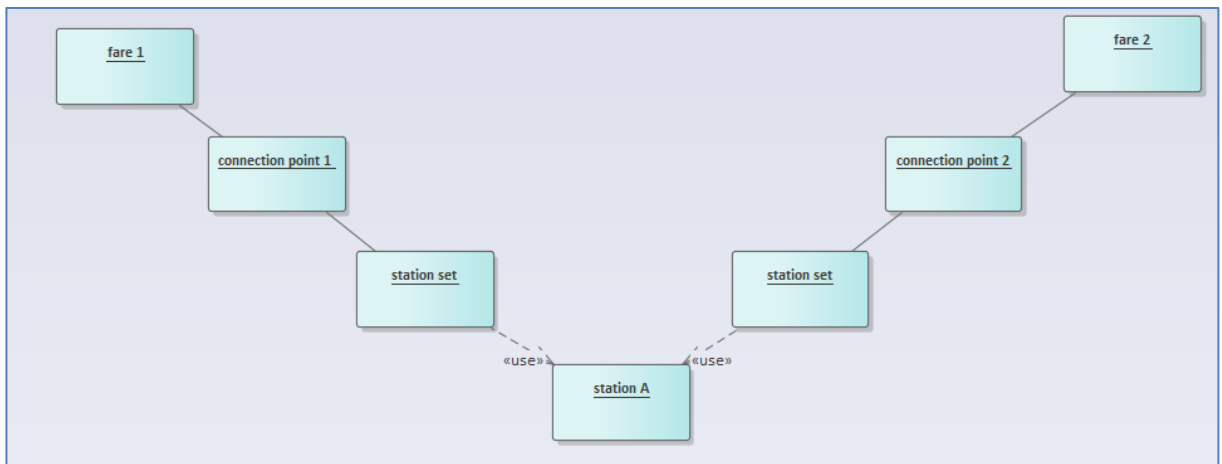 fare 1
fare 2
connection point 1
connection point 2
station set
station set
«use»
«use»
station A